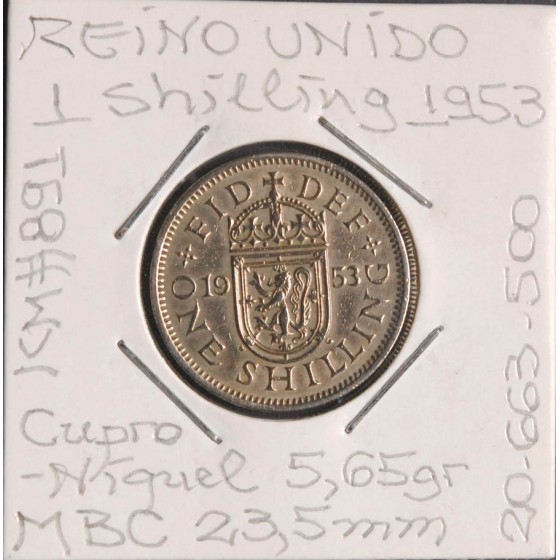 REINO UNIDO
1 Shilling 1953
KM#891
20-663-500
+ FID + DEF +
19 53
ONE SHILLING
Cupro
-Niquel 5,65gr
MBC 23,5mm